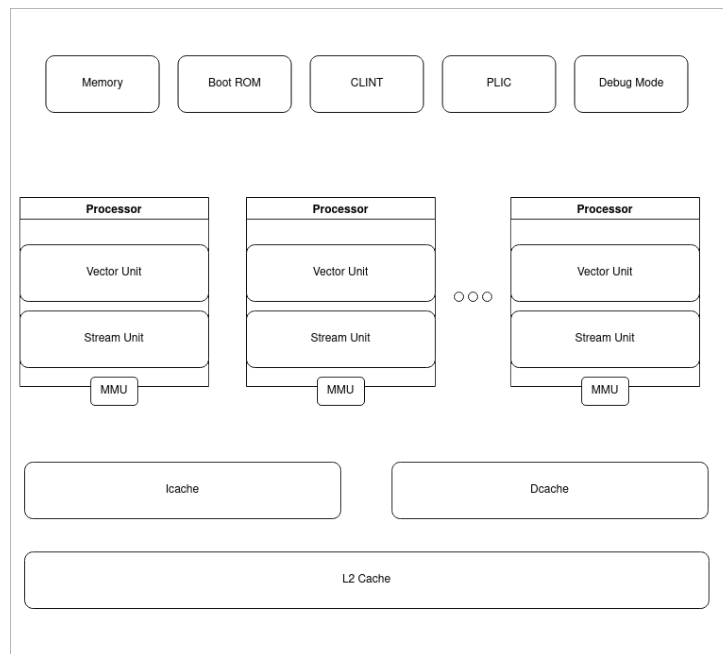 Memory
Boot ROM
CLINT
PLIC
Debug Mode
Processor
Processor
Processor
Vector Unit
Vector Unit
Vector Unit
Stream Unit
Stream Unit
Stream Unit
MMU
MMU
MMU
Icache
Dcache
L2 Cache